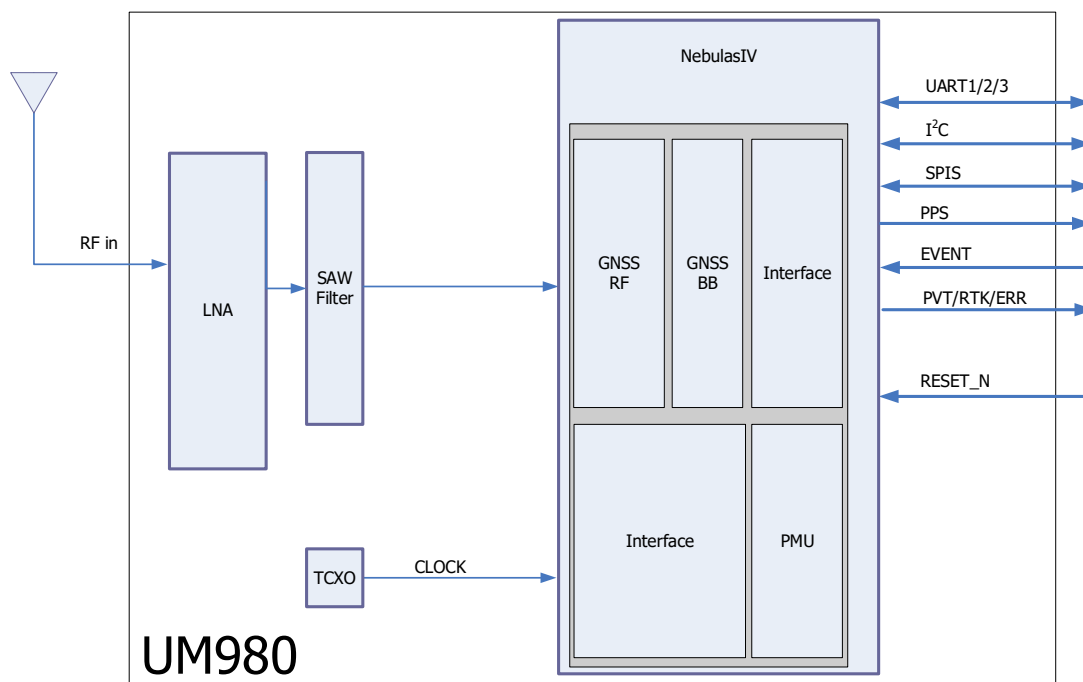 NebulasIV
UART1/2/3
I²C
SPIS
PPS
EVENT
PVT/RTK/ERR
RESET_N
RF in
LNA
SAW
Filter
GNSS
RF
GNSS
BB
Interface
Interface
PMU
TCXO
CLOCK
UM980